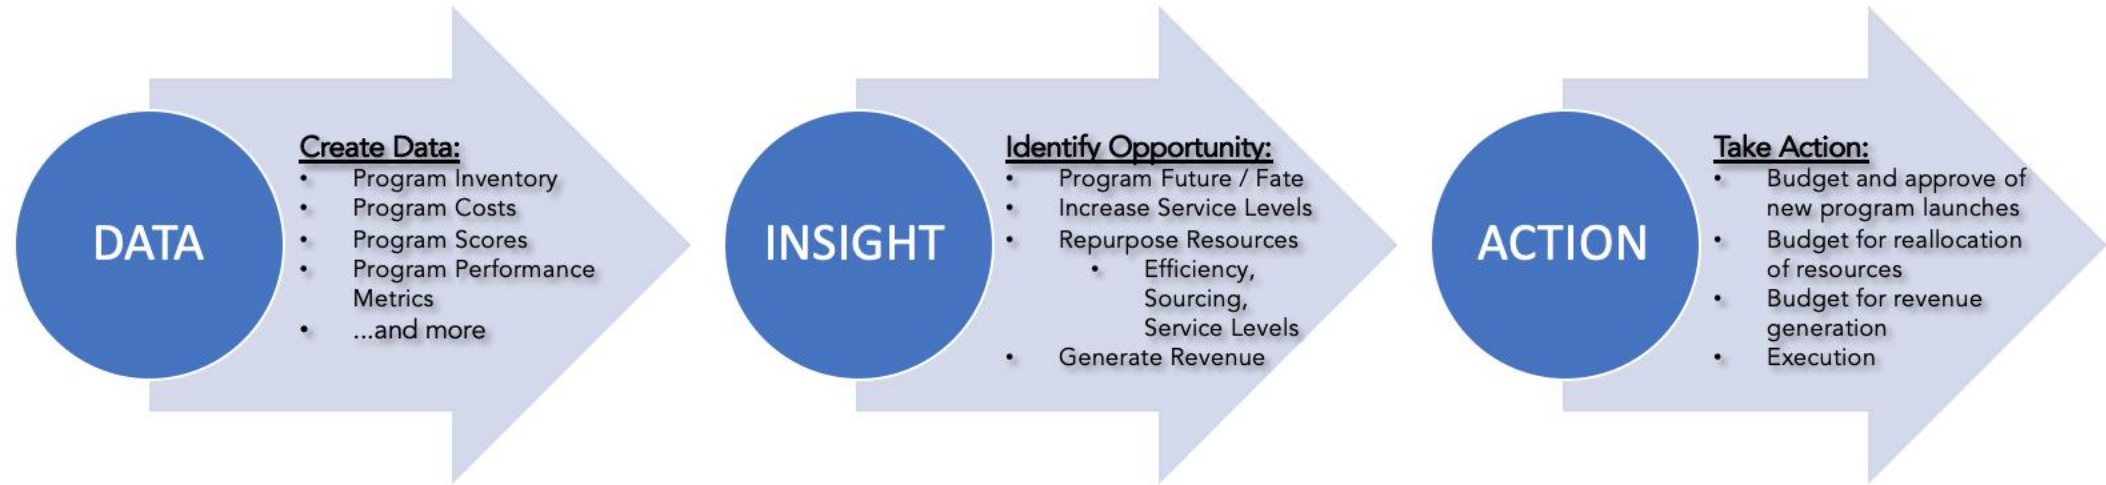 DATA
Create Data:
• Program Inventory
• Program Costs
• Program Scores
• Program Performance
Metrics
• ...and more
INSIGHT
Identify Opportunity:
• Program Future / Fate
• Increase Service Levels
• Repurpose Resources
• Efficiency,
Sourcing,
Service Levels
• Generate Revenue
ACTION
Take Action:
• Budget and approve of
new program launches
• Budget for reallocation
of resources
• Budget for revenue
generation
• Execution